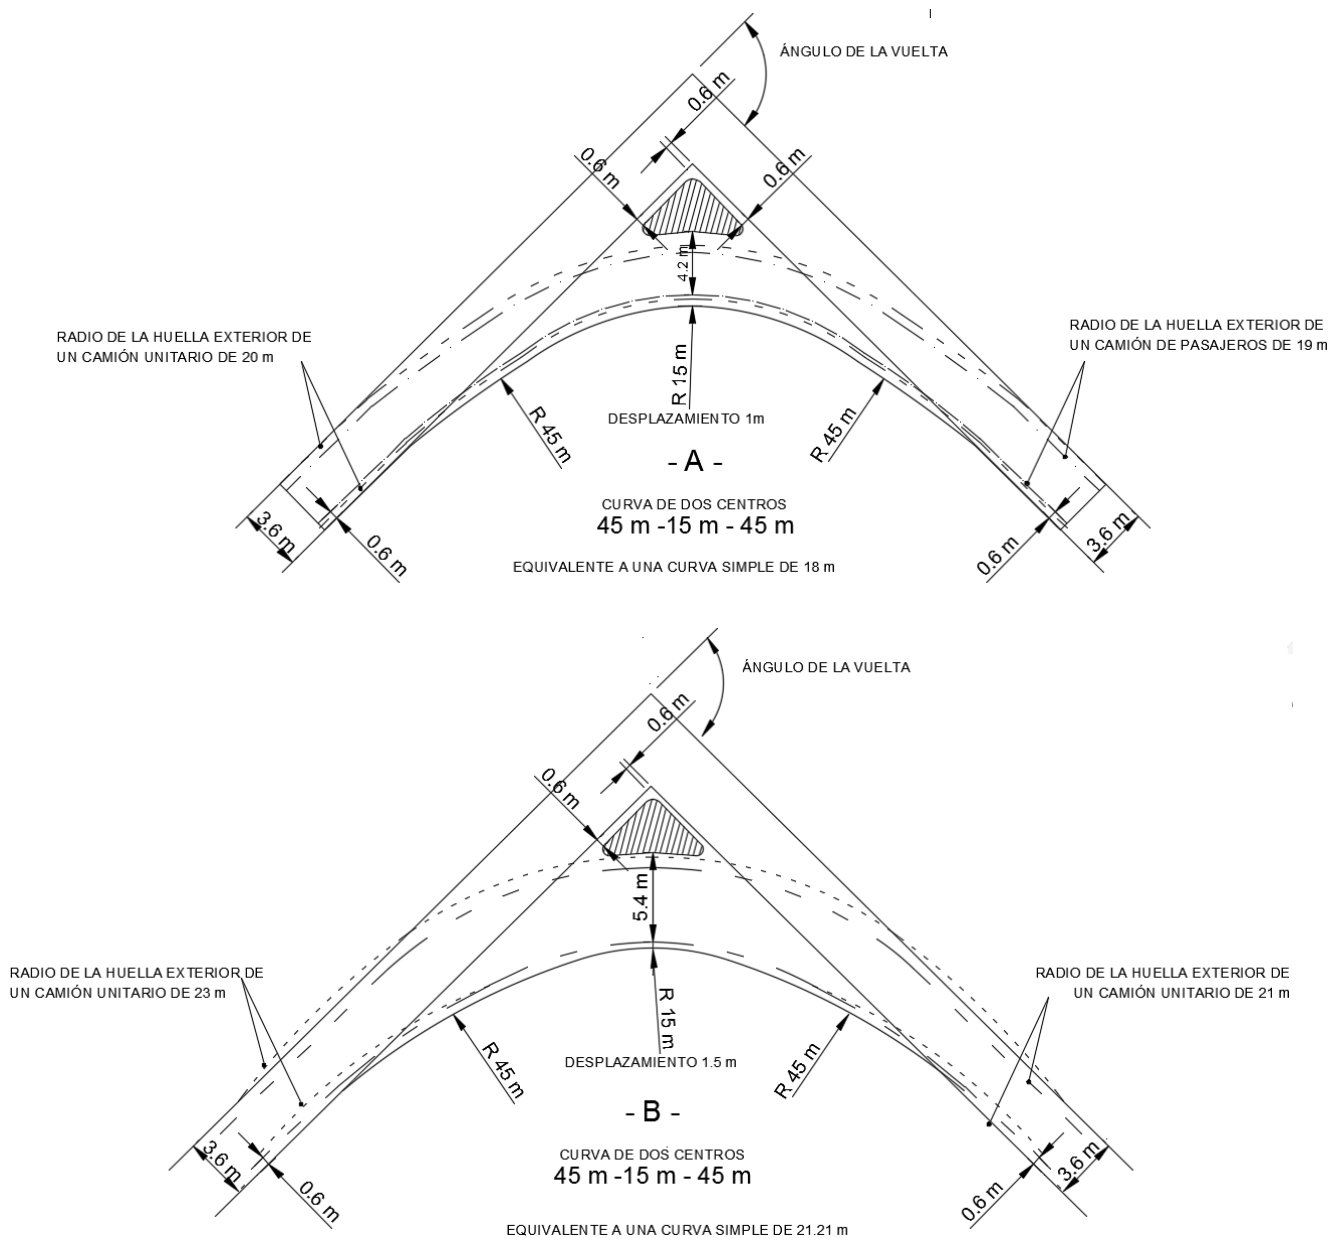 ÁNGULO DE LA VUELTA
0.6 m
0.6 m
0.6 m
4.2 m
RADIO DE LA HUELLA EXTERIOR DE
UN CAMIÓN UNITARIO DE 20 m
RADIO DE LA HUELLA EXTERIOR DE
UN CAMIÓN DE PASAJEROS DE 19 m
R 15 m
R 45 m
R 45 m
DESPLAZAMIENTO 1m
- A -
CURVA DE DOS CENTROS
45 m -15 m - 45 m
3.6 m
0.6 m
0.6 m
3.6 m
EQUIVALENTE A UNA CURVA SIMPLE DE 18 m
ÁNGULO DE LA VUELTA
0.6 m
0.6 m
5.4 m
RADIO DE LA HUELLA EXTERIOR DE
UN CAMIÓN UNITARIO DE 23 m
RADIO DE LA HUELLA EXTERIOR DE
UN CAMIÓN UNITARIO DE 21 m
R 15 m
R 45 m
R 45 m
DESPLAZAMIENTO 1.5 m
- B -
CURVA DE DOS CENTROS
45 m -15 m - 45 m
3.6 m
0.6 m
0.6 m
3.6 m
EQUIVALENTE A UNA CURVA SIMPLE DE 21.21 m